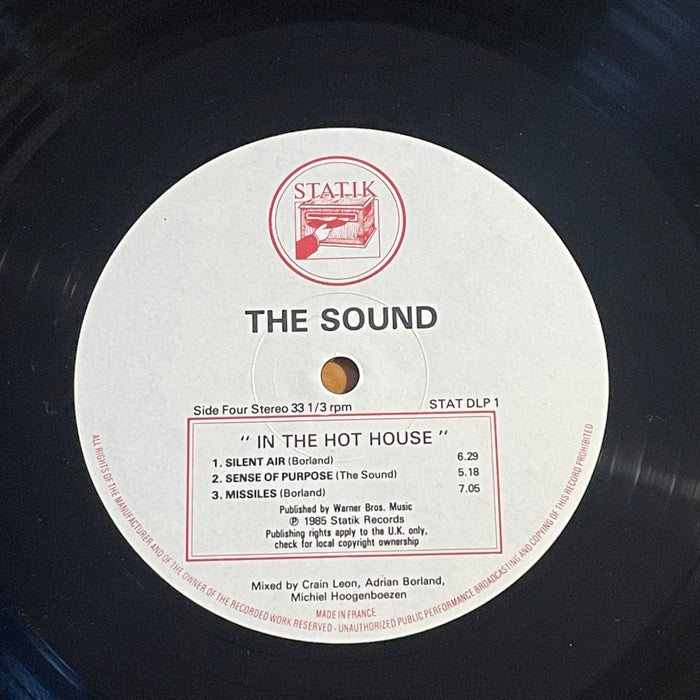 STATIK
THE SOUND
Side Four Stereo 33 1/3 rpm STAT DLP 1
" IN THE HOT HOUSE "
1. SILENT AIR (Borland) 6.29
2. SENSE OF PURPOSE (The Sound) 5.18
3. MISSILES (Borland) 7.05
Published by Warner Bros. Music
℗ 1985 Statik Records
Publishing rights apply to the U.K. only,
check for local copyright ownership
Mixed by Crain Leon, Adrian Borland,
Michiel Hoogenboezen
MADE IN FRANCE
ALL RIGHTS OF THE MANUFACTURER AND OF THE OWNER OF THE RECORDED WORK RESERVED - UNAUTHORIZED PUBLIC PERFORMANCE BROADCASTING AND COPYING OF THIS RECORD PROHIBITED